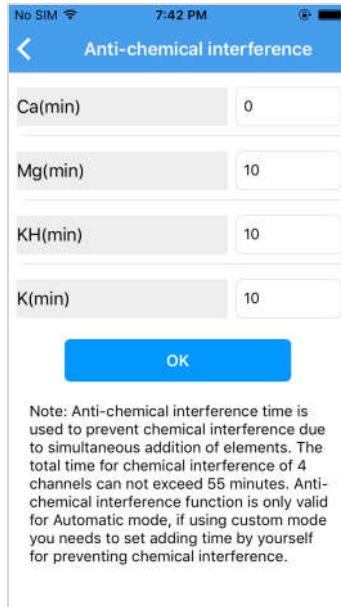 No SIM 7:42 PM
Anti-chemical interference
Ca(min) 0
Mg(min) 10
KH(min) 10
K(min) 10
OK
Note: Anti-chemical interference time is
used to prevent chemical interference due
to simultaneous addition of elements. The
total time for chemical interference of 4
channels can not exceed 55 minutes. Anti-
chemical interference function is only valid
for Automatic mode, if using custom mode
you needs to set adding time by yourself
for preventing chemical interference.